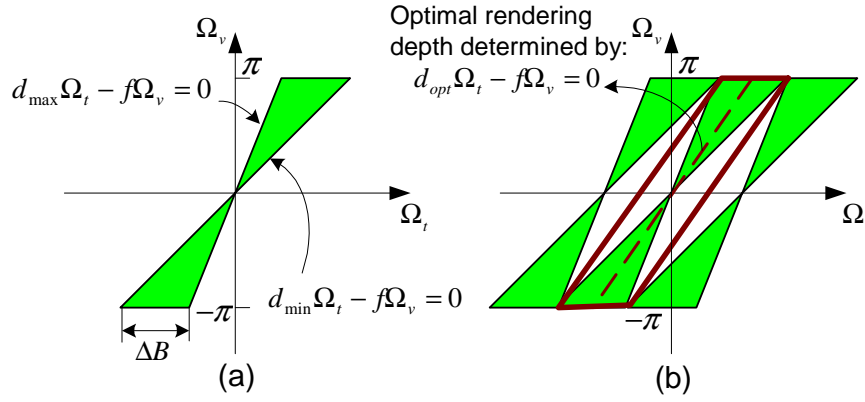 Ω_v
π
d_max Ω_t − fΩ_v = 0
Ω_t
d_min Ω_t − fΩ_v = 0
−π
ΔB
(a)
Optimal rendering
depth determined by:
Ω_v
π
d_opt Ω_t − fΩ_v = 0
Ω
−π
(b)